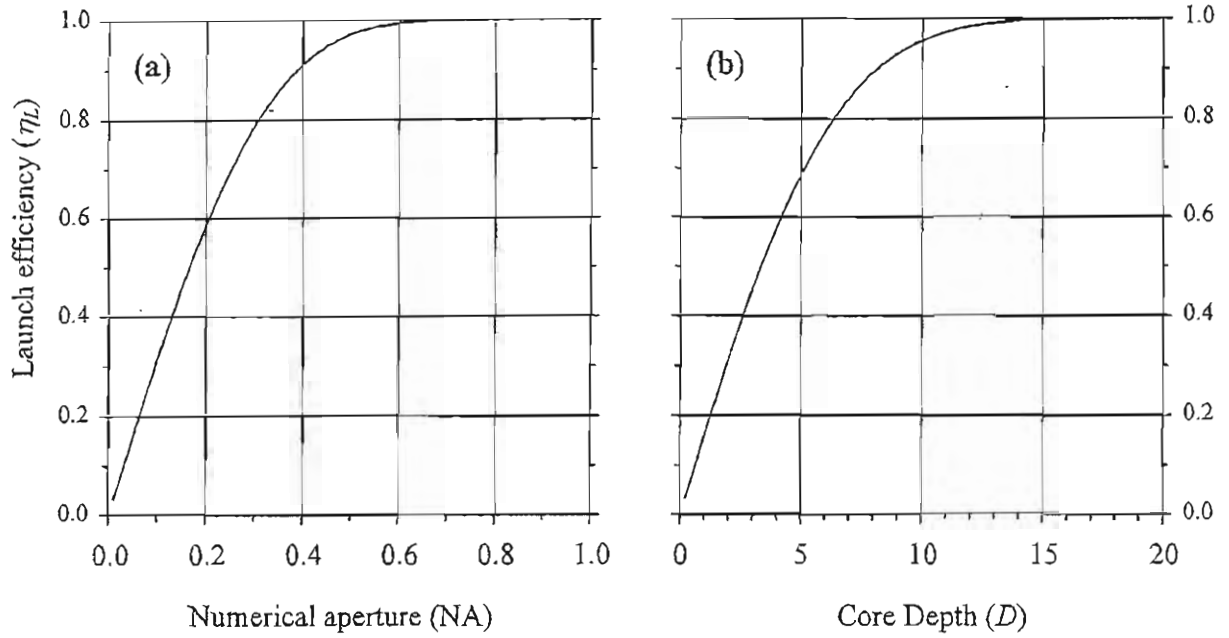 (a)
(b)
Launch efficiency (ηL)
1.0
0.8
0.6
0.4
0.2
0.0
0.0 0.2 0.4 0.6 0.8 1.0
Numerical aperture (NA)
1.0
0.8
0.6
0.4
0.2
0.0
0 5 10 15 20
Core Depth (D)